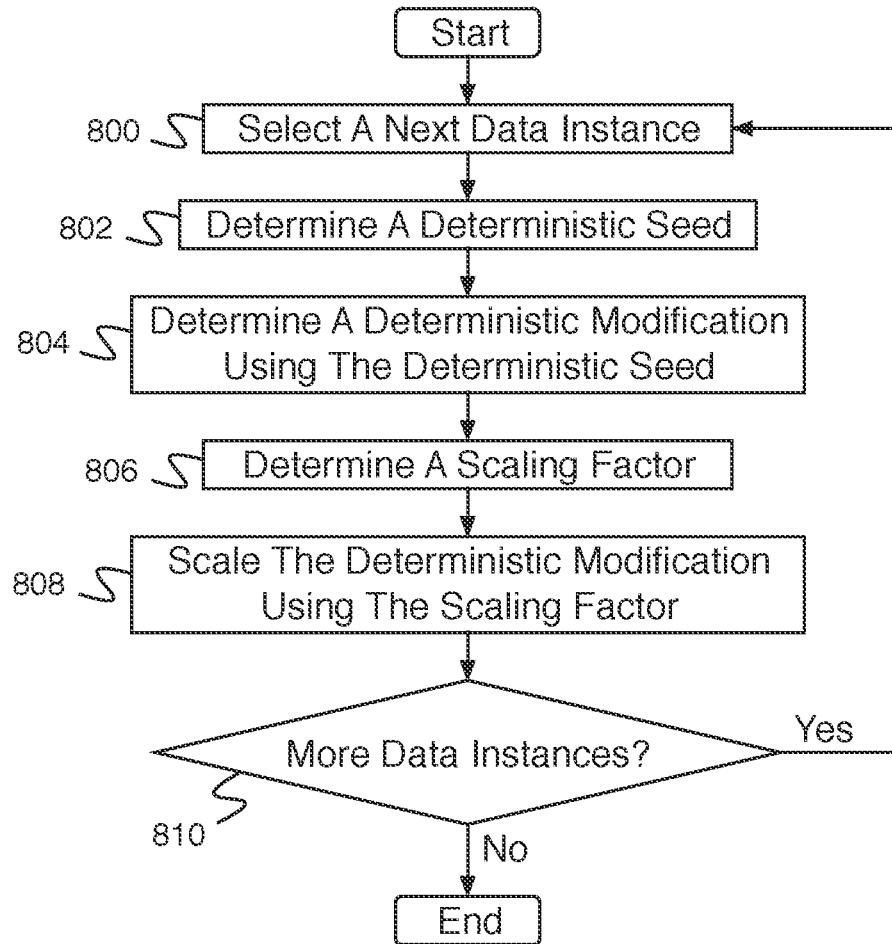 Start
800
Select A Next Data Instance
802
Determine A Deterministic Seed
804
Determine A Deterministic Modification
Using The Deterministic Seed
806
Determine A Scaling Factor
808
Scale The Deterministic Modification
Using The Scaling Factor
More Data Instances?
Yes
810
No
End